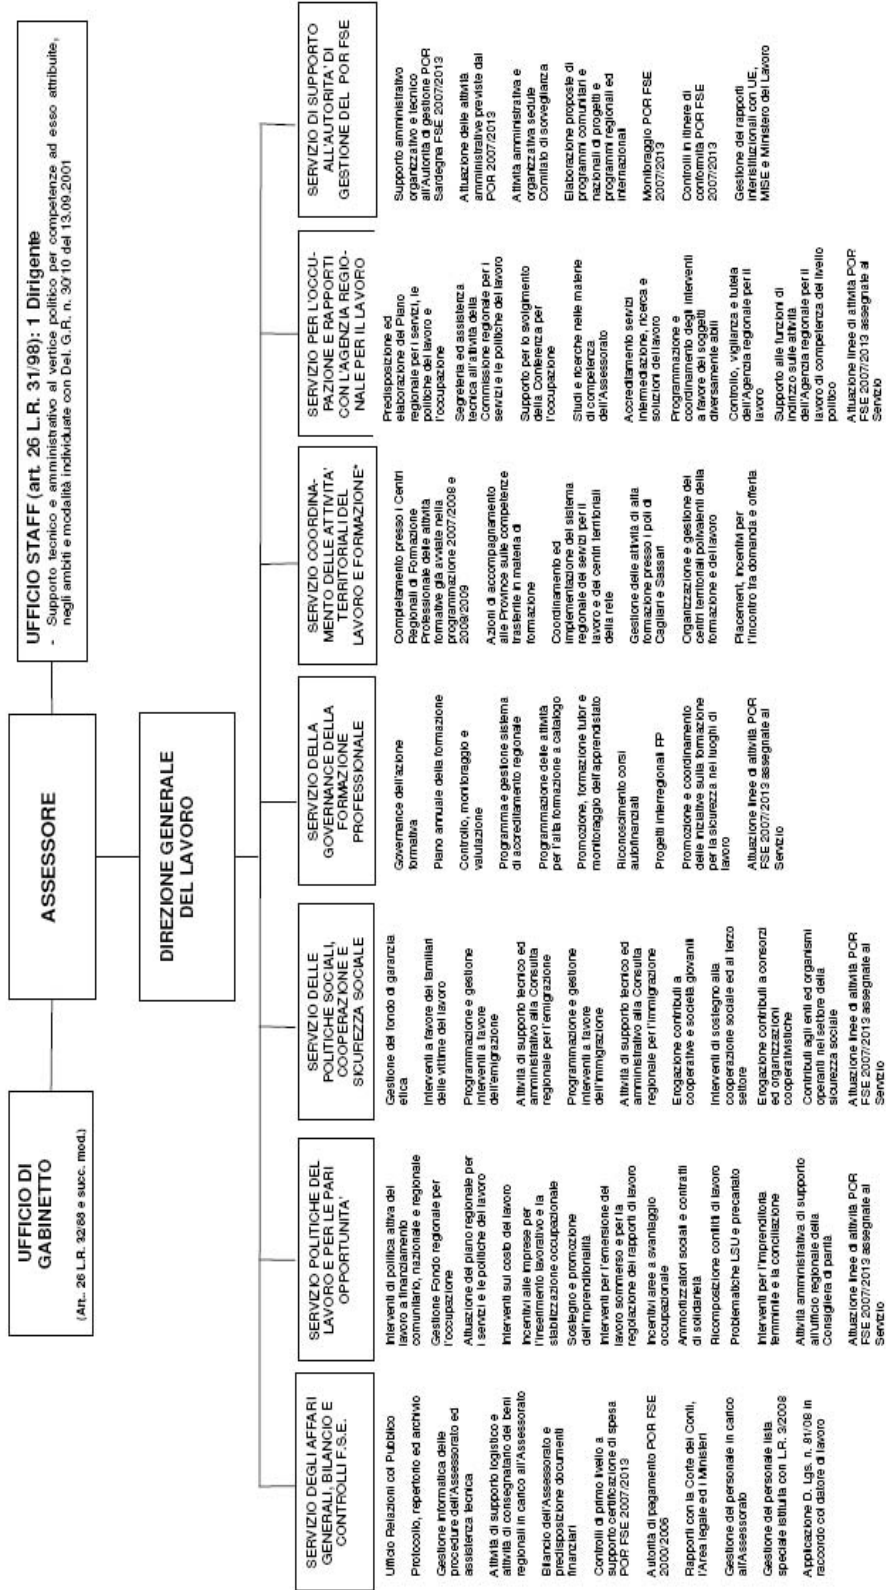 UFFICIO DI
GABINETTO
(Art.. 26 L.R. 32/88 e succ. mod.)
ASSESSORE
UFFICIO STAFF (art. 26 L.R. 31/98): 1 Dirigente
- Supporto tecnico e amministrativo al vertice politico per competenze ad esso attribuite,
negli ambiti e modalità individuate con Del. G.R. n. 30/10 del 13.09.2001
DIREZIONE GENERALE
DEL LAVORO
SERVIZIO DEGLI AFFARI
GENERALI, BILANCIO E
CONTROLLI F.S.E.
Ufficio Relazioni col Pubblico
Protocollo, repertorio ed archivio
Gestione informatica delle
procedure dell'Assessorato ed
assistenza tecnica
Attività di supporto logistico e
attività di consegnatario dei beni
regionali in carico all'Assessorato
Bilancio dell'Assessorato e
predisposizione documenti
finanziari
Controlli di primo livello a
supporto certificazione di spesa
POR FSE 2007/2013
Autorità di pagamento POR FSE
2000/2006
Rapporti con la Corte dei Conti,
l'Area legale ed i Ministeri
Gestione del personale in carico
all'Assessorato
Gestione del personale lista
speciale istituita con L.R. 3/2008
Applicazione D. Lgs. n. 81/08 in
raccordo col datore di lavoro
SERVIZIO POLITICHE DEL
LAVORO E PER LE PARI
OPPORTUNITA'
Interventi di politica attiva del
lavoro a finanziamento
comunitario, nazionale e regionale
Gestione Fondo regionale per
l'occupazione
Attuazione del piano regionale per
i servizi e le politiche del lavoro
Interventi sul costo del lavoro
Incentivi alle imprese per
l'inserimento lavorativo e la
stabilizzazione occupazionale
Sostegno e promozione
dell'imprenditorialità
Interventi per l'emersione del
lavoro sommerso e per la
regolazione dei rapporti di lavoro
Incentivi aree a svantaggio
occupazionale
Ammortizzatori sociali e contratti
di solidarietà
Ricomposizione conflitti di lavoro
Problematiche LSU e precariato
Interventi per l'imprenditoria
femminile e la conciliazione
Attività amministrativa di supporto
all'ufficio regionale della
Consigliera di parità
Attuazione linee di attività POR
FSE 2007/2013 assegnate al
Servizio
SERVIZIO DELLE
POLITICHE SOCIALI,
COOPERAZIONE E
SICUREZZA SOCIALE
Gestione del fondo di garanzia
etica
Interventi a favore dei familiari
delle vittime del lavoro
Programmazione e gestione
interventi a favore
dell'emigrazione
Attività di supporto tecnico ed
amministrativo alla Consulta
regionale per l'emigrazione
Programmazione e gestione
interventi a favore
dell'immigrazione
Attività di supporto tecnico ed
amministrativo alla Consulta
regionale per l'immigrazione
Erogazione contributi a
cooperative e società giovanili
Interventi di sostegno alla
cooperazione sociale ed al terzo
settore
Erogazione contributi a consorzi
ed organizzazioni
cooperativistiche
Contributi agli enti ed organismi
operanti nel settore della
sicurezza sociale
Attuazione linee di attività POR
FSE 2007/2013 assegnate al
Servizio
SERVIZIO DELLA
GOVERNANCE DELLA
FORMAZIONE
PROFESSIONALE
Governance dell'azione
formativa
Piano annuale della formazione
Controllo, monitoraggio e
valutazione
Programma e gestione sistema
di accreditamento regionale
Programmazione delle attività
per l'alta formazione a catalogo
Promozione, formazione tutor e
monitoraggio dell'apprendistato
Riconoscimento corsi
autofinanziati
Progetti interregionali FP
Promozione e coordinamento
delle iniziative sulla formazione
per la sicurezza nei luoghi di
lavoro
Attuazione linee di attività POR
FSE 2007/2013 assegnate al
Servizio
SERVIZIO COORDINA-
MENTO DELLE ATTIVITA'
TERRITORIALI DEL
LAVORO E FORMAZIONE*
Completamento presso i Centri
Regionali di Formazione
Professionale delle attività
formative già avviate nella
programmazione 2007/2008 e
2008/2009
Azioni di accompagnamento
alle Province sulle competenze
trasferite in materia di
formazione
Coordinamento ed
implementazione del sistema
regionale dei servizi per il
lavoro e dei centri territoriali
della rete
Gestione delle attività di alta
formazione presso i poli di
Cagliari e Sassari
Organizzazione e gestione dei
centri territoriali polivalenti della
formazione e del lavoro
Placement, incentivi per
l'incontro tra domanda e offerta
SERVIZIO PER L'OCCU-
PAZIONE E RAPPORTI
CON L'AGENZIA REGIO-
NALE PER IL LAVORO
Predisposizione ed
elaborazione del Piano
regionale per i servizi, le
politiche del lavoro e
l'occupazione
Segreteria ed assistenza
tecnica all'attività della
Commissione regionale per i
servizi e le politiche del lavoro
Supporto per lo svolgimento
della Conferenza per
l'occupazione
Studi e ricerche nelle materie
di competenza
dell'Assessorato
Accreditamento servizi
intermediazione, ricerca e
soluzioni del lavoro
Programmazione e
coordinamento degli interventi
a favore dei soggetti
diversamente abili
Controllo, vigilanza e tutela
dell'Agenzia regionale per il
lavoro
Supporto alle funzioni di
indirizzo sulle attività
dell'Agenzia regionale per il
lavoro di competenza del livello
politico
Attuazione linee di attività POR
FSE 2007/2013 assegnate al
Servizio
SERVIZIO DI SUPPORTO
ALL'AUTORITA' DI
GESTIONE DEL POR FSE
Supporto amministrativo
organizzativo e tecnico
all'Autorità di gestione POR
Sardegna FSE 2007/2013
Attuazione delle attività
amministrative previste dal
POR 2007/2013
Attività amministrativa e
organizzativa sedute
Comitato di sorveglianza
Elaborazione proposte di
programmi comunitari e
nazionali di progetti e
programmi regionali ed
internazionali
Monitoraggio POR FSE
2007/2013
Controlli in itinere di
conformità POR FSE
2007/2013
Gestione dei rapporti
interistituzionali con UE,
MISE e Ministero del Lavoro